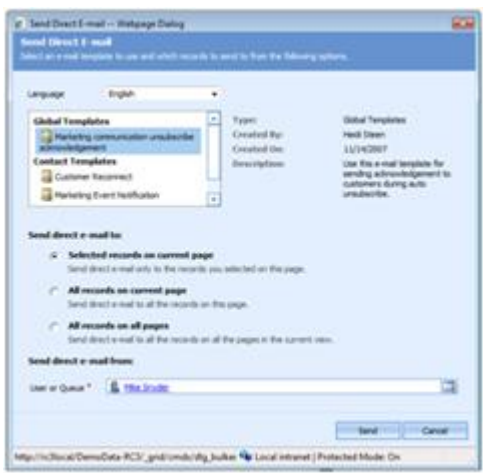 Send Direct E-mail -- Webpage Dialog
Send Direct E-mail
Select an e-mail template to use and which records to send to from the following options.
Language English
Global Templates
Marketing communication unsubscribe
acknowledgement
Contact Templates
Customer Reconnect
Marketing Event Notification
Type: Global Templates
Created By: Heidi Steen
Created On: 11/14/2007
Description: Use this e-mail template for
sending acknowledgement to
customers during auto
unsubscribe.
Send direct e-mail to:
Selected records on current page
Send direct e-mail only to the records you selected on this page.
All records on current page
Send direct e-mail to all the records on this page.
All records on all pages
Send direct e-mail to all the records on all the pages in the current view.
Send direct e-mail from:
User or Queue * Mike Snyder
Send Cancel
Local intranet | Protected Mode: On